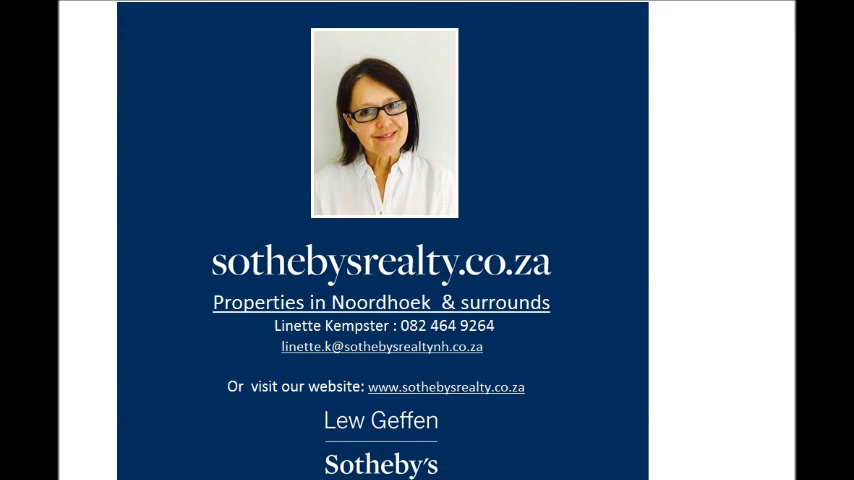 sothebysrealty.co.za
Properties in Noordhoek & surrounds
Linette Kempster : 082 464 9264
linette.k@sothebysrealtynh.co.za
Or visit our website: www.sothebysrealty.co.za
Lew Geffen
Sotheby's